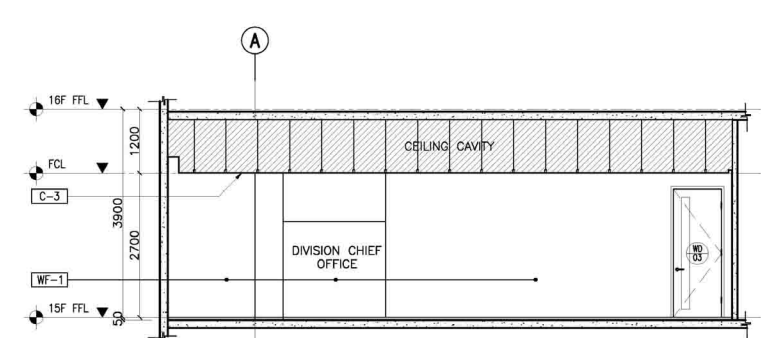 A
16F FFL
1200
CEILING CAVITY
FCL
C-3
3900
2700
DIVISION CHIEF
OFFICE
WD
03
WF-1
15F FFL
50